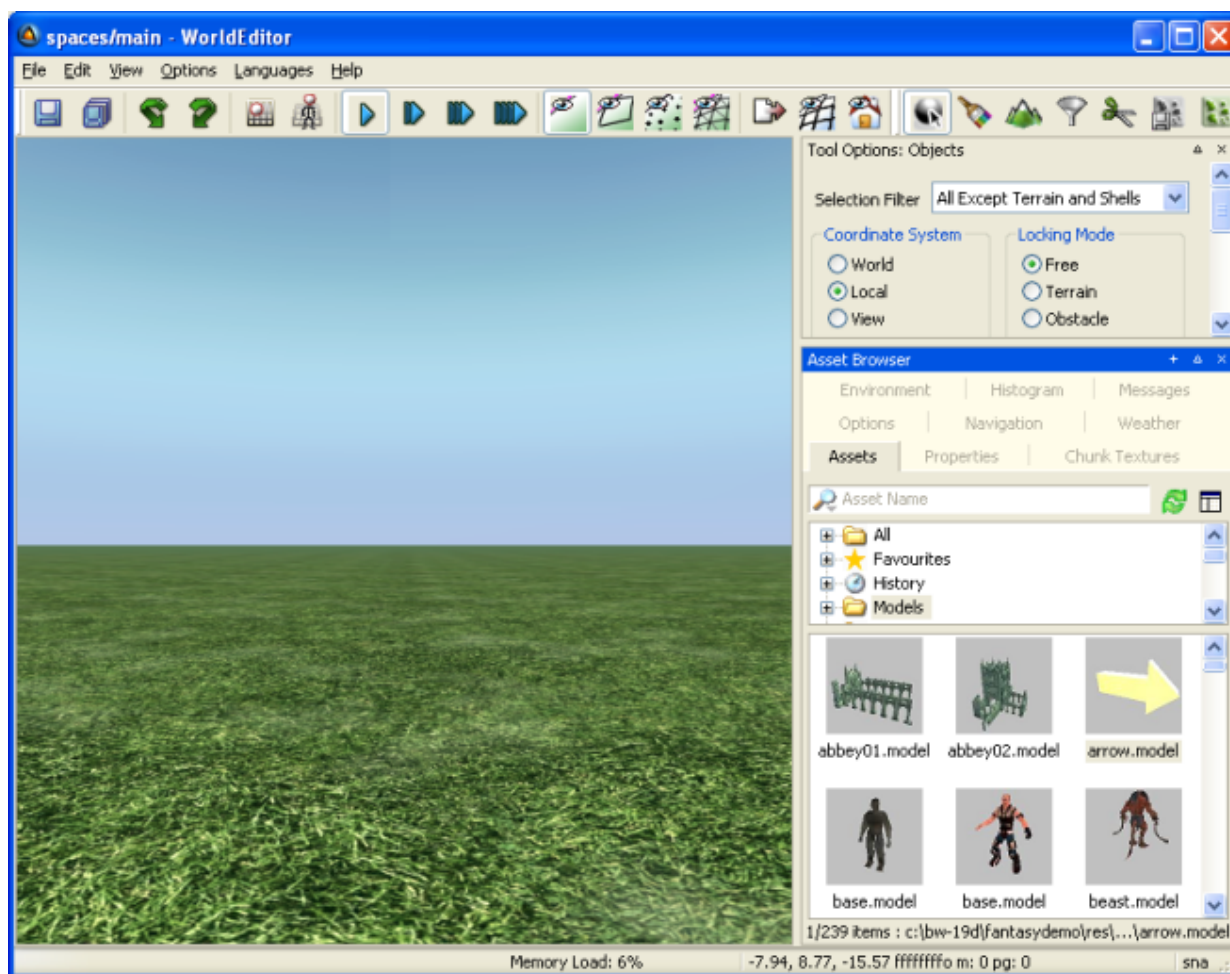 spaces/main - WorldEditor
File Edit View Options Languages Help
Tool Options: Objects
Selection Filter All Except Terrain and Shells
Coordinate System Locking Mode
World Free
Local Terrain
View Obstacle
Asset Browser
Environment Histogram Messages
Options Navigation Weather
Assets Properties Chunk Textures
Asset Name
All
Favourites
History
Models
abbey01.model abbey02.model arrow.model
base.model base.model beast.model
1/239 items : c:\bw-19d\fantasydemo\res\...\arrow.model
Memory Load: 6% -7.94, 8.77, -15.57 ffffffffo m: 0 pg: 0 sna